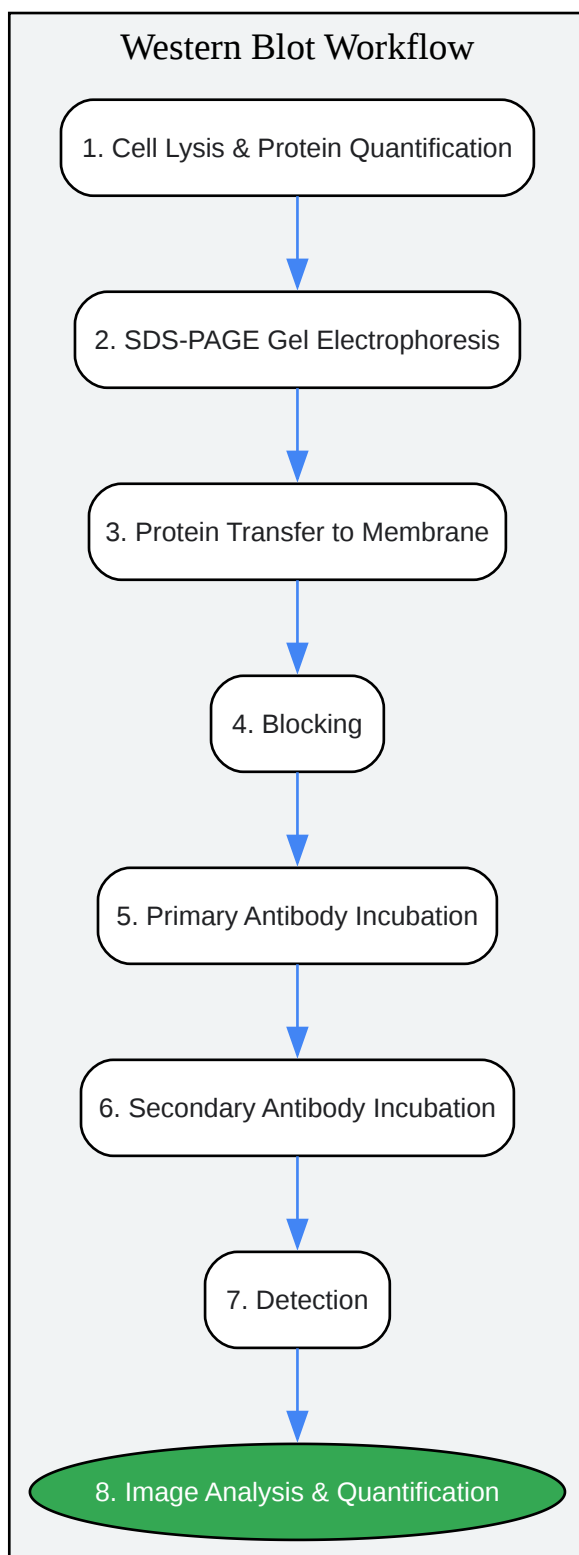 Western Blot Workflow
1. Cell Lysis & Protein Quantification
2. SDS-PAGE Gel Electrophoresis
3. Protein Transfer to Membrane
4. Blocking
5. Primary Antibody Incubation
6. Secondary Antibody Incubation
7. Detection
8. Image Analysis & Quantification